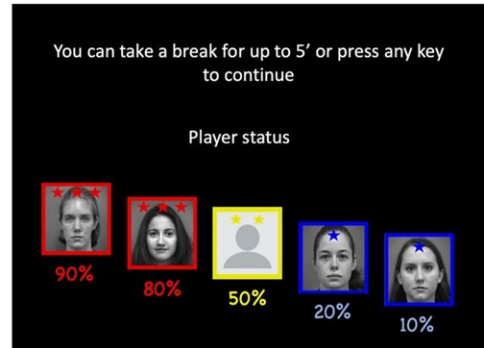 You can take a break for up to 5’ or press any key
to continue
Player status
90%
80%
50%
20%
10%